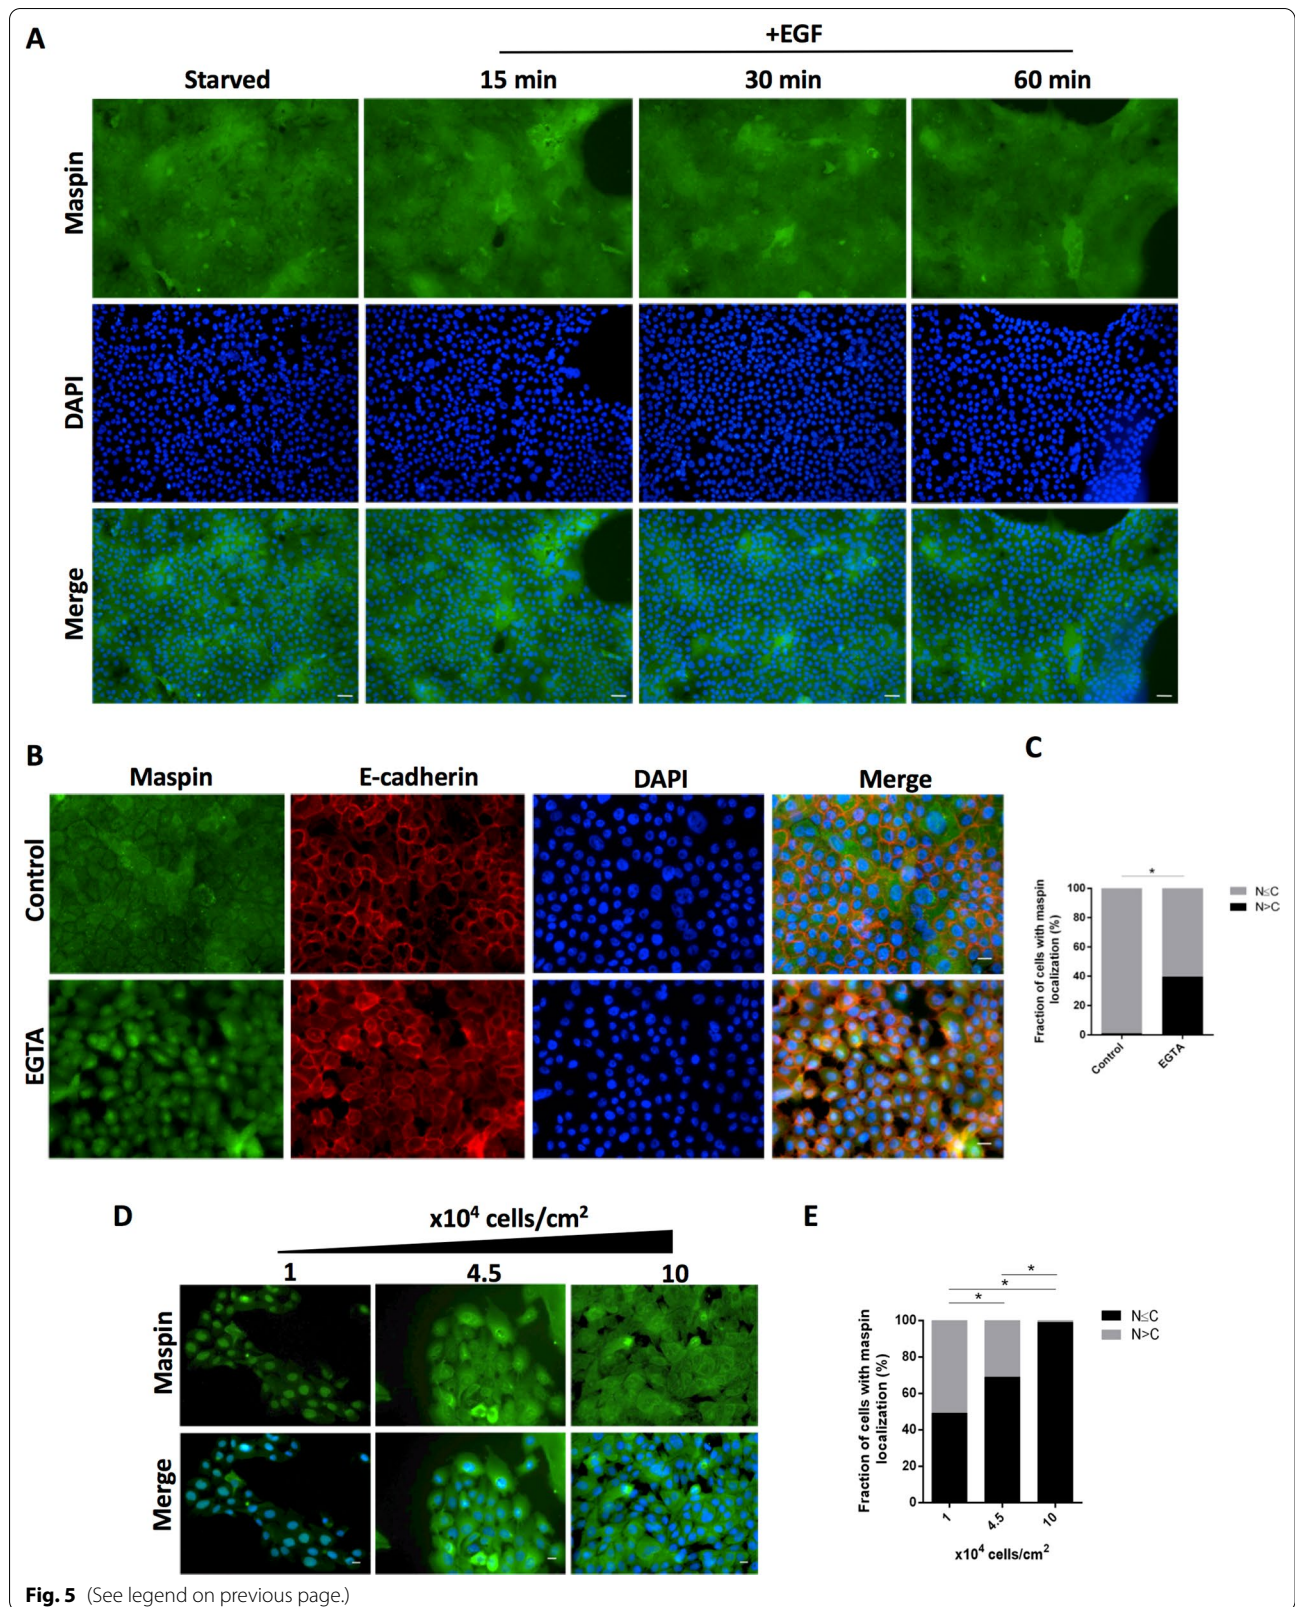 A
+EGF
Starved 15 min 30 min 60 min
Maspin
DAPI
Merge
B
Maspin E-cadherin DAPI Merge
Control
EGTA
C
*
Fraction of cells with maspin
localization (%)
100
80
60
40
20
0
Control EGTA
N≤C
N>C
D
x10⁴ cells/cm²
1 4.5 10
Maspin
Merge
E
*
*
*
Fraction of cells with maspin
localization (%)
100
80
60
40
20
0
1 4.5 10
x10⁴ cells/cm²
N≤C
N>C
Fig. 5 (See legend on previous page.)